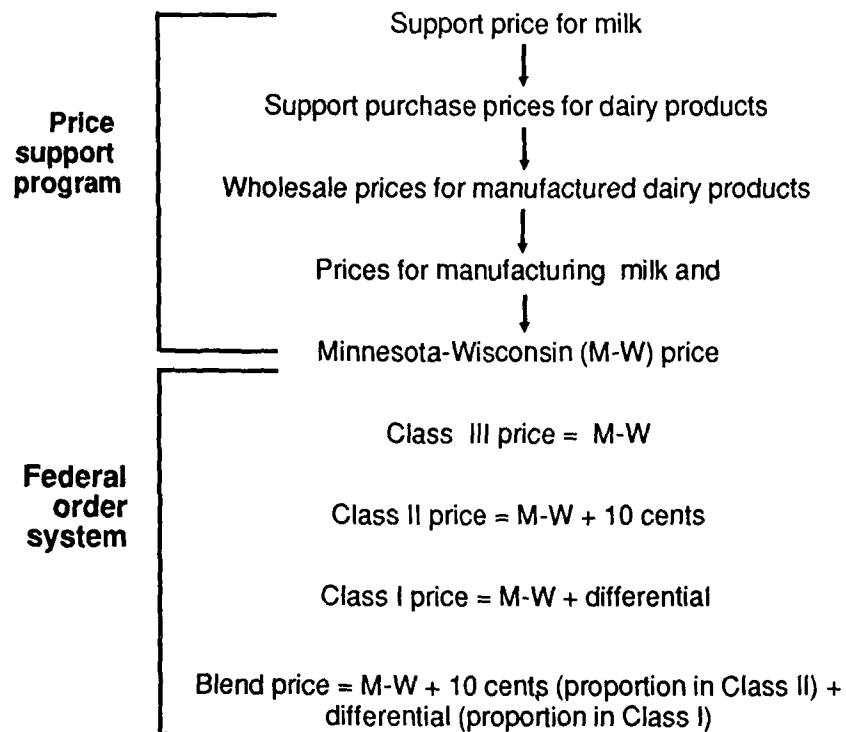 Price
support
program
Support price for milk
Support purchase prices for dairy products
Wholesale prices for manufactured dairy products
Prices for manufacturing milk and
Minnesota-Wisconsin (M-W) price
Federal
order
system
Class III price = M-W
Class II price = M-W + 10 cents
Class I price = M-W + differential
Blend price = M-W + 10 cents (proportion in Class II) +
differential (proportion in Class I)